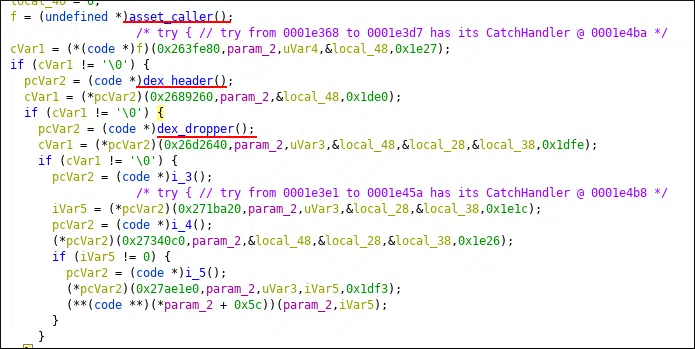 f = (undefined *)asset_caller();
/* try { // try from 0001e368 to 0001e3d7 has its CatchHandler @ 0001e4ba */
cVar1 = (*(code *)f)(0x263fe80,param_2,uVar4,&local_48,0x1e27);
if (cVar1 != '\0') {
pcVar2 = (code *)dex_header();
cVar1 = (*pcVar2)(0x2689260,param_2,&local_48,0x1de0);
if (cVar1 != '\0') {
pcVar2 = (code *)dex_dropper();
cVar1 = (*pcVar2)(0x26d2640,param_2,uVar3,&local_48,&local_28,&local_38,0x1dfe);
if (cVar1 != '\0') {
pcVar2 = (code *)i_3();
/* try { // try from 0001e3e1 to 0001e45a has its CatchHandler @ 0001e4b8 */
iVar5 = (*pcVar2)(0x271ba20,param_2,uVar3,&local_28,&local_38,0x1e1c);
pcVar2 = (code *)i_4();
(*pcVar2)(0x27340c0,param_2,&local_48,&local_28,&local_38,0x1e26);
if (iVar5 != 0) {
pcVar2 = (code *)i_5();
(*pcVar2)(0x27ae1e0,param_2,uVar3,iVar5,0x1df3);
(**(code **)(*param_2 + 0x5c))(param_2,iVar5);
}
}